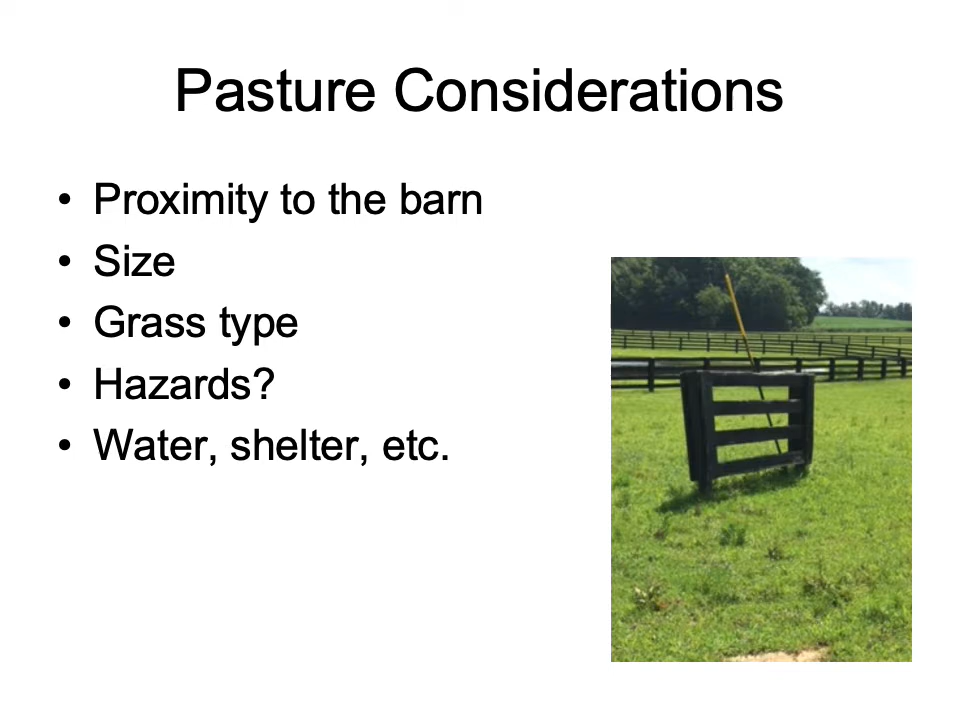 Pasture Considerations
• Proximity to the barn
• Size
• Grass type
• Hazards?
• Water, shelter, etc.